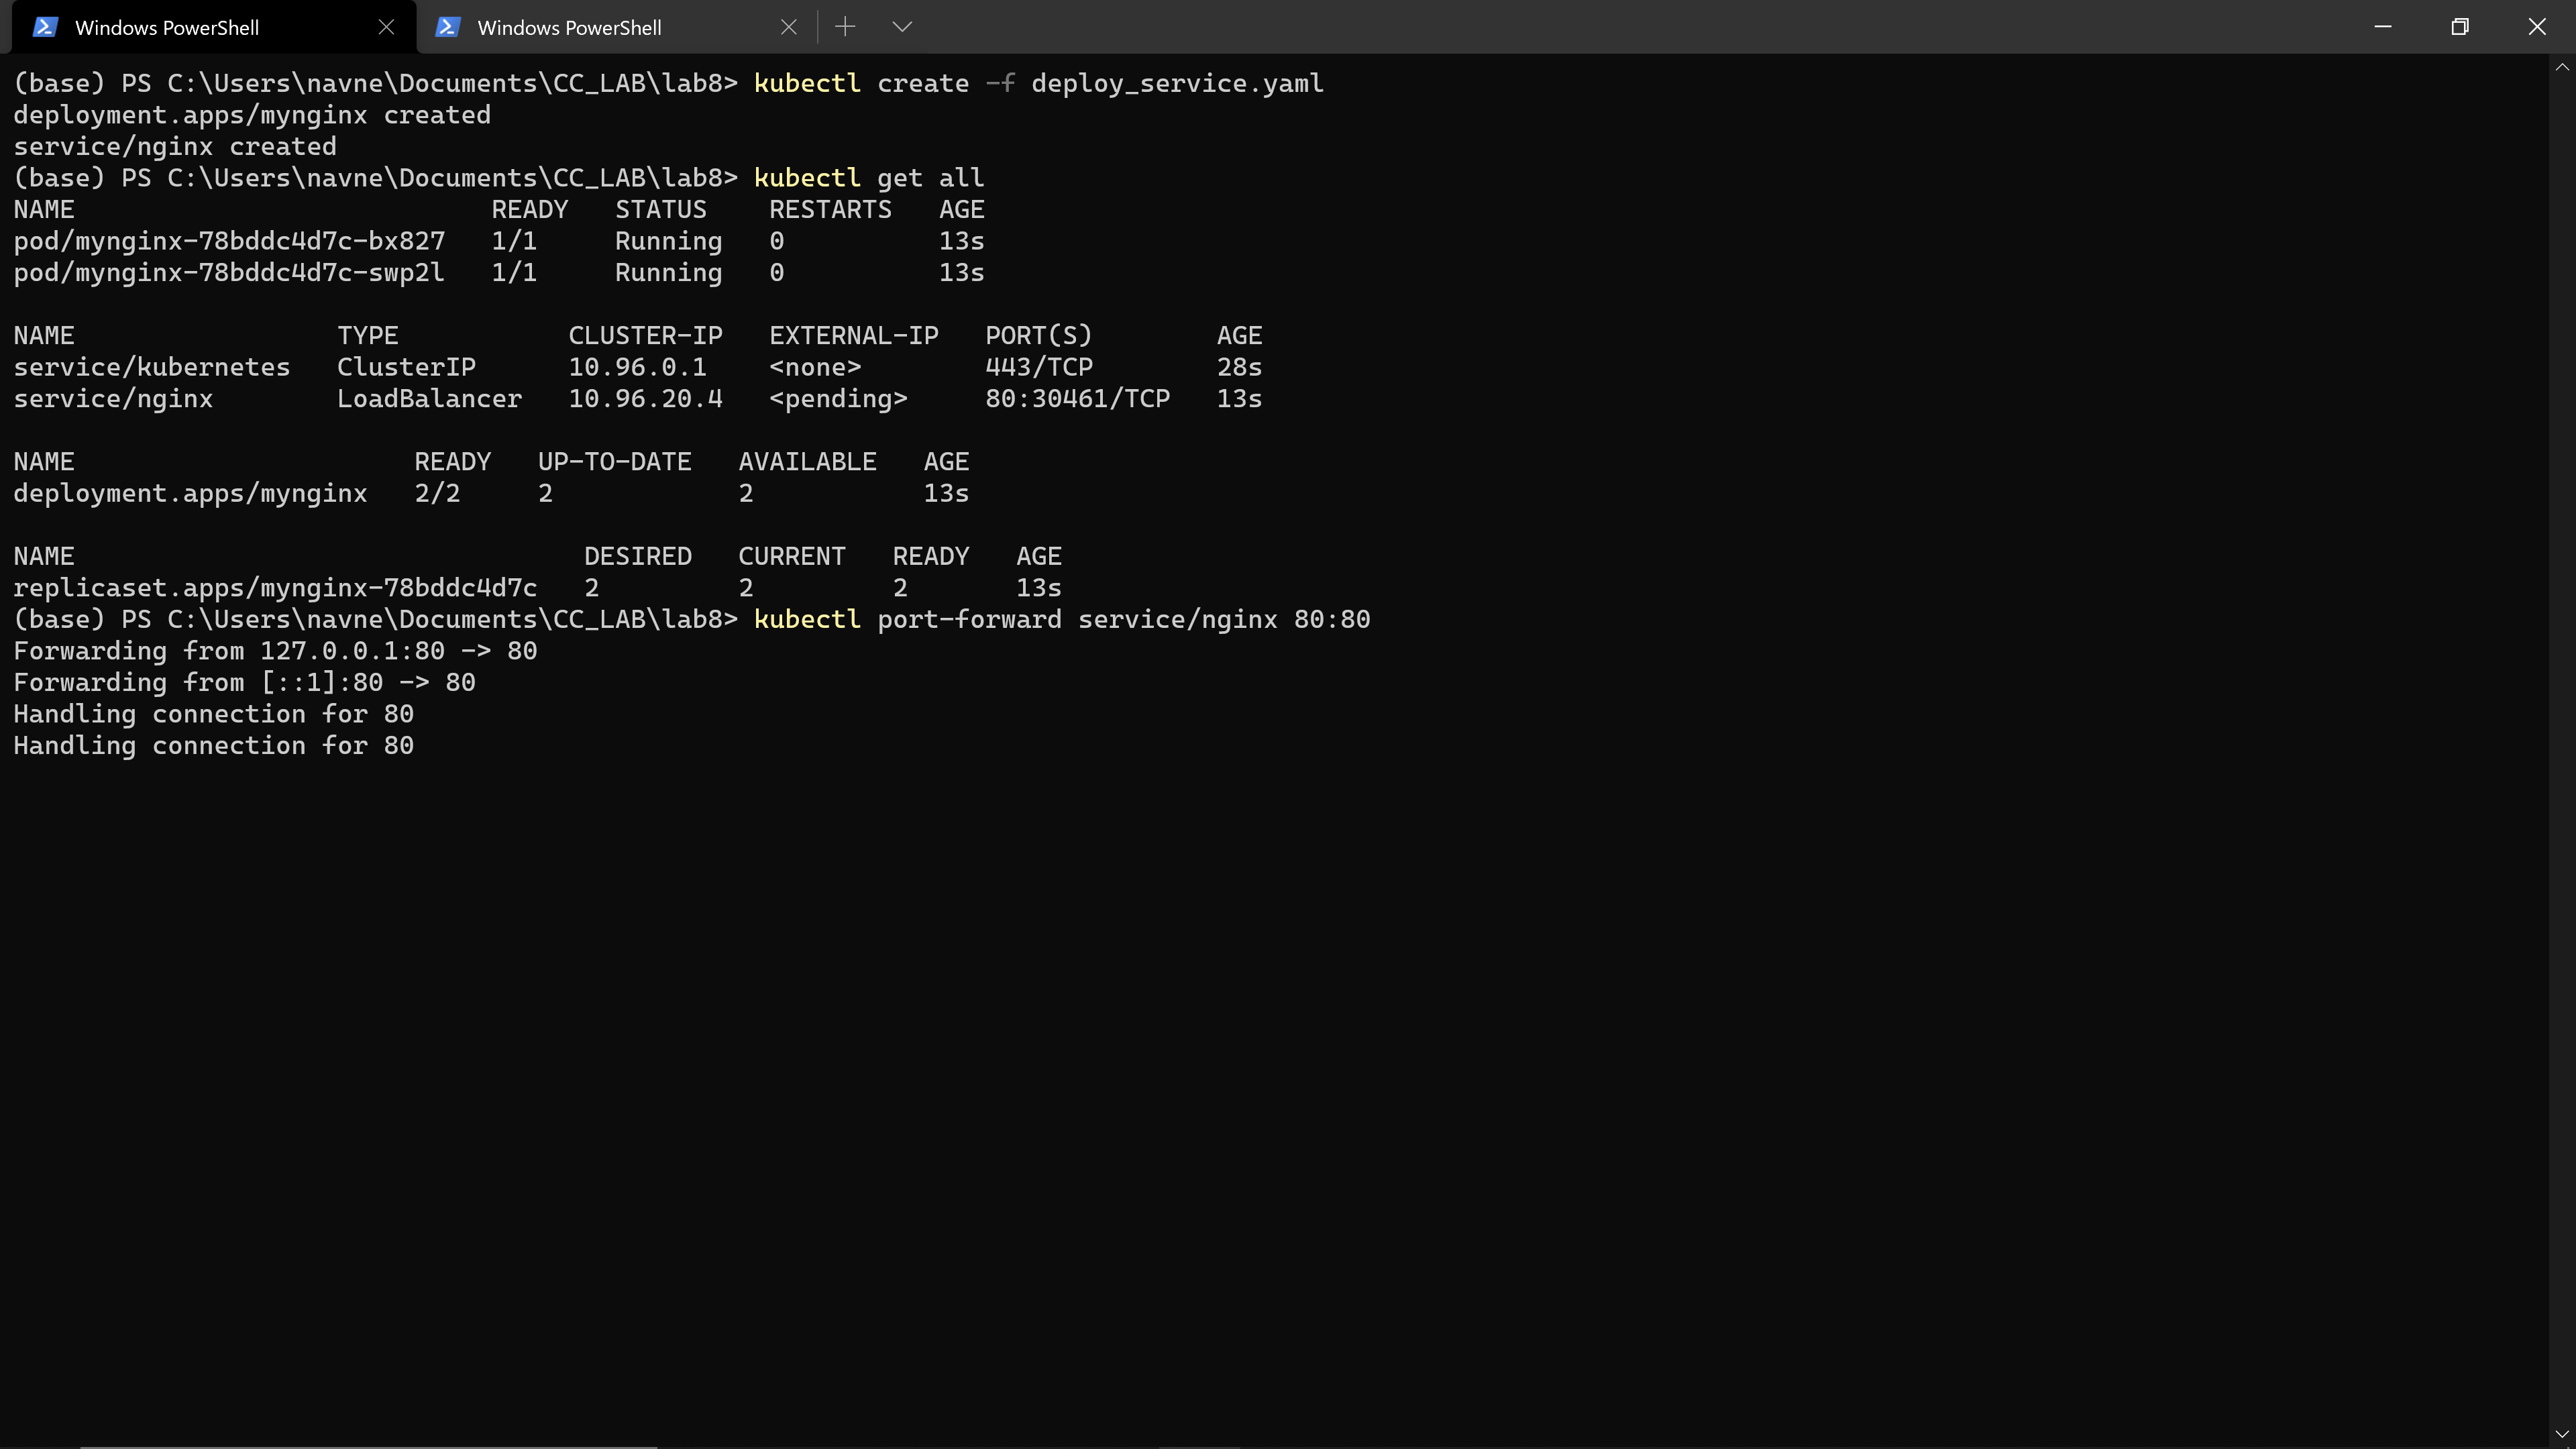 Windows PowerShell
Windows PowerShell
(base) PS C:\Users\navne\Documents\CC_LAB\lab8> kubectl create -f deploy_service.yaml
deployment.apps/mynginx created
service/nginx created
(base) PS C:\Users\navne\Documents\CC_LAB\lab8> kubectl get all
NAME                           READY   STATUS    RESTARTS   AGE
pod/mynginx-78bddc4d7c-bx827   1/1     Running   0          13s
pod/mynginx-78bddc4d7c-swp2l   1/1     Running   0          13s

NAME                 TYPE           CLUSTER-IP   EXTERNAL-IP   PORT(S)        AGE
service/kubernetes   ClusterIP      10.96.0.1    <none>        443/TCP        28s
service/nginx        LoadBalancer   10.96.20.4   <pending>     80:30461/TCP   13s

NAME                      READY   UP-TO-DATE   AVAILABLE   AGE
deployment.apps/mynginx   2/2     2            2           13s

NAME                                 DESIRED   CURRENT   READY   AGE
replicaset.apps/mynginx-78bddc4d7c   2         2         2       13s
(base) PS C:\Users\navne\Documents\CC_LAB\lab8> kubectl port-forward service/nginx 80:80
Forwarding from 127.0.0.1:80 -> 80
Forwarding from [::1]:80 -> 80
Handling connection for 80
Handling connection for 80